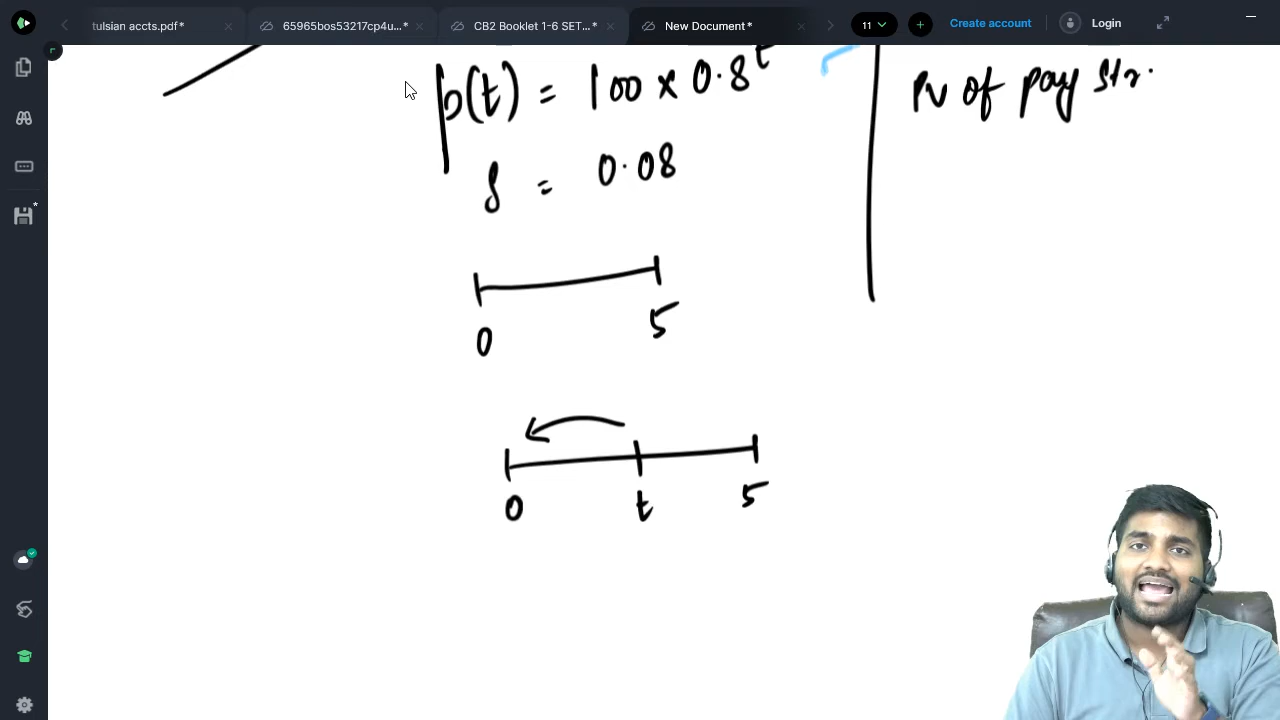 tulsian accts.pdf*
65965bos53217cp4u...*
CB2 Booklet 1-6 SET...*
New Document*
11
Create account
Login
ρ(t) = 100 × 0.8^t
PV of pay str.
δ = 0.08
0 5
0 t 5